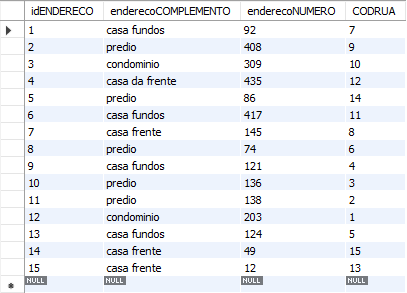 idENDERECO enderecoCOMPLEMENTO enderecoNUMERO CODRUA
1 casa fundos 92 7
2 predio 408 9
3 condominio 309 10
4 casa da frente 435 12
5 predio 86 14
6 casa fundos 417 11
7 casa frente 145 8
8 predio 74 6
9 casa fundos 121 4
10 predio 136 3
11 predio 138 2
12 condominio 203 1
13 casa fundos 124 5
14 casa frente 49 15
15 casa frente 12 13
NULL NULL NULL NULL